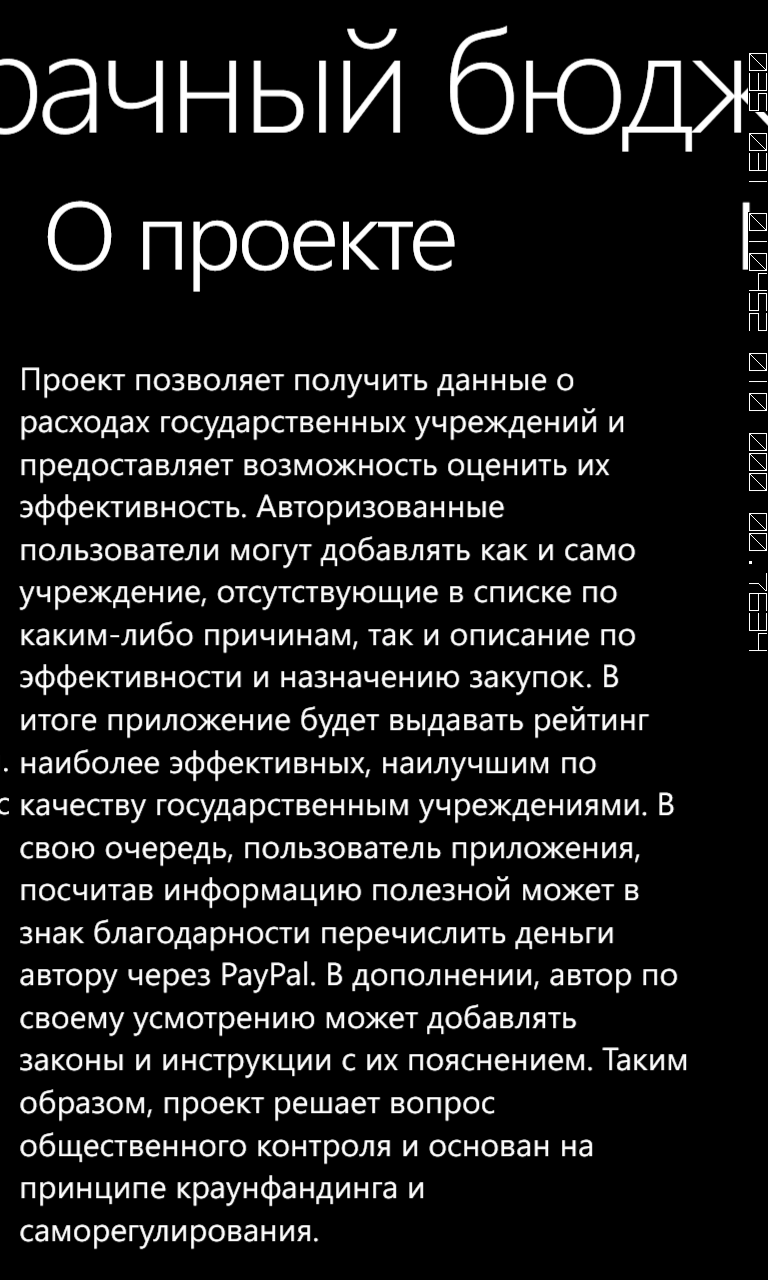 рачный бюдж
О проекте
Проект позволяет получить данные о
расходах государственных учреждений и
предоставляет возможность оценить их
эффективность. Авторизованные
пользователи могут добавлять как и само
учреждение, отсутствующие в списке по
каким-либо причинам, так и описание по
эффективности и назначению закупок. В
итоге приложение будет выдавать рейтинг
наиболее эффективных, наилучшим по
с качеству государственным учреждениями. В
свою очередь, пользователь приложения,
посчитав информацию полезной может в
знак благодарности перечислить деньги
автору через PayPal. В дополнении, автор по
своему усмотрению может добавлять
законы и инструкции с их пояснением. Таким
образом, проект решает вопрос
общественного контроля и основан на
принципе краунфандинга и
саморегулирования.